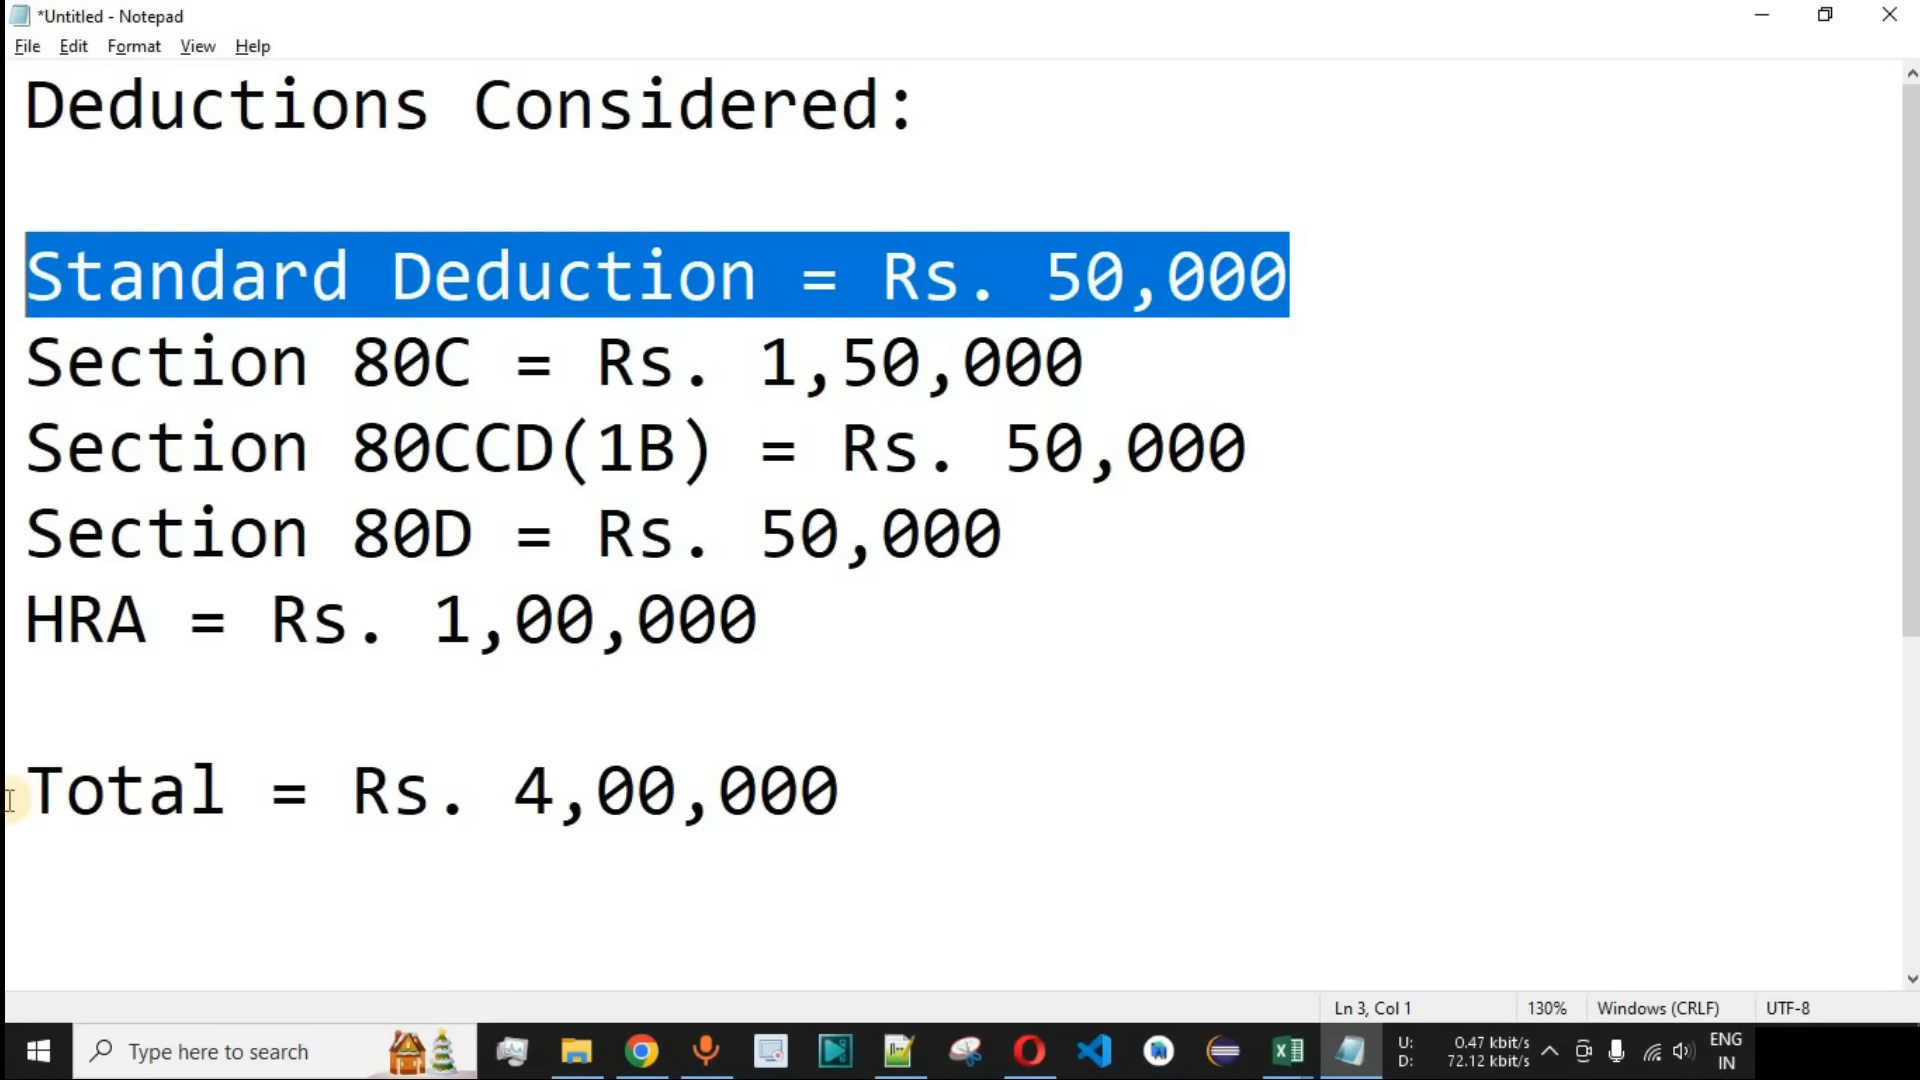 *Untitled - Notepad
File Edit Format View Help
Deductions Considered:
Standard Deduction = Rs. 50,000
Section 80C = Rs. 1,50,000
Section 80CCD(1B) = Rs. 50,000
Section 80D = Rs. 50,000
HRA = Rs. 1,00,000
Total = Rs. 4,00,000
Ln 3, Col 1 130% Windows (CRLF) UTF-8
Type here to search
U: 0.47 kbit/s
D: 72.12 kbit/s
ENG
IN